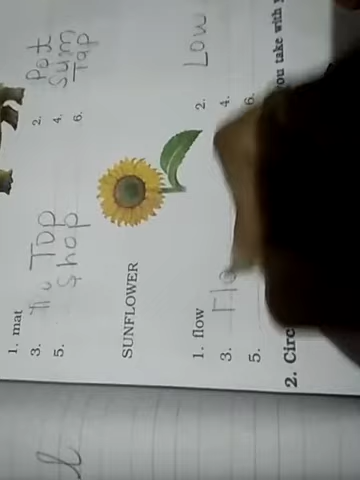 1. mat
2. Pot
3. Top
4. Sum
5. Shop
6. Tap
SUNFLOWER
1. flow
2. Low
3. Flo
4.
5.
6.
2. Circ
you take with